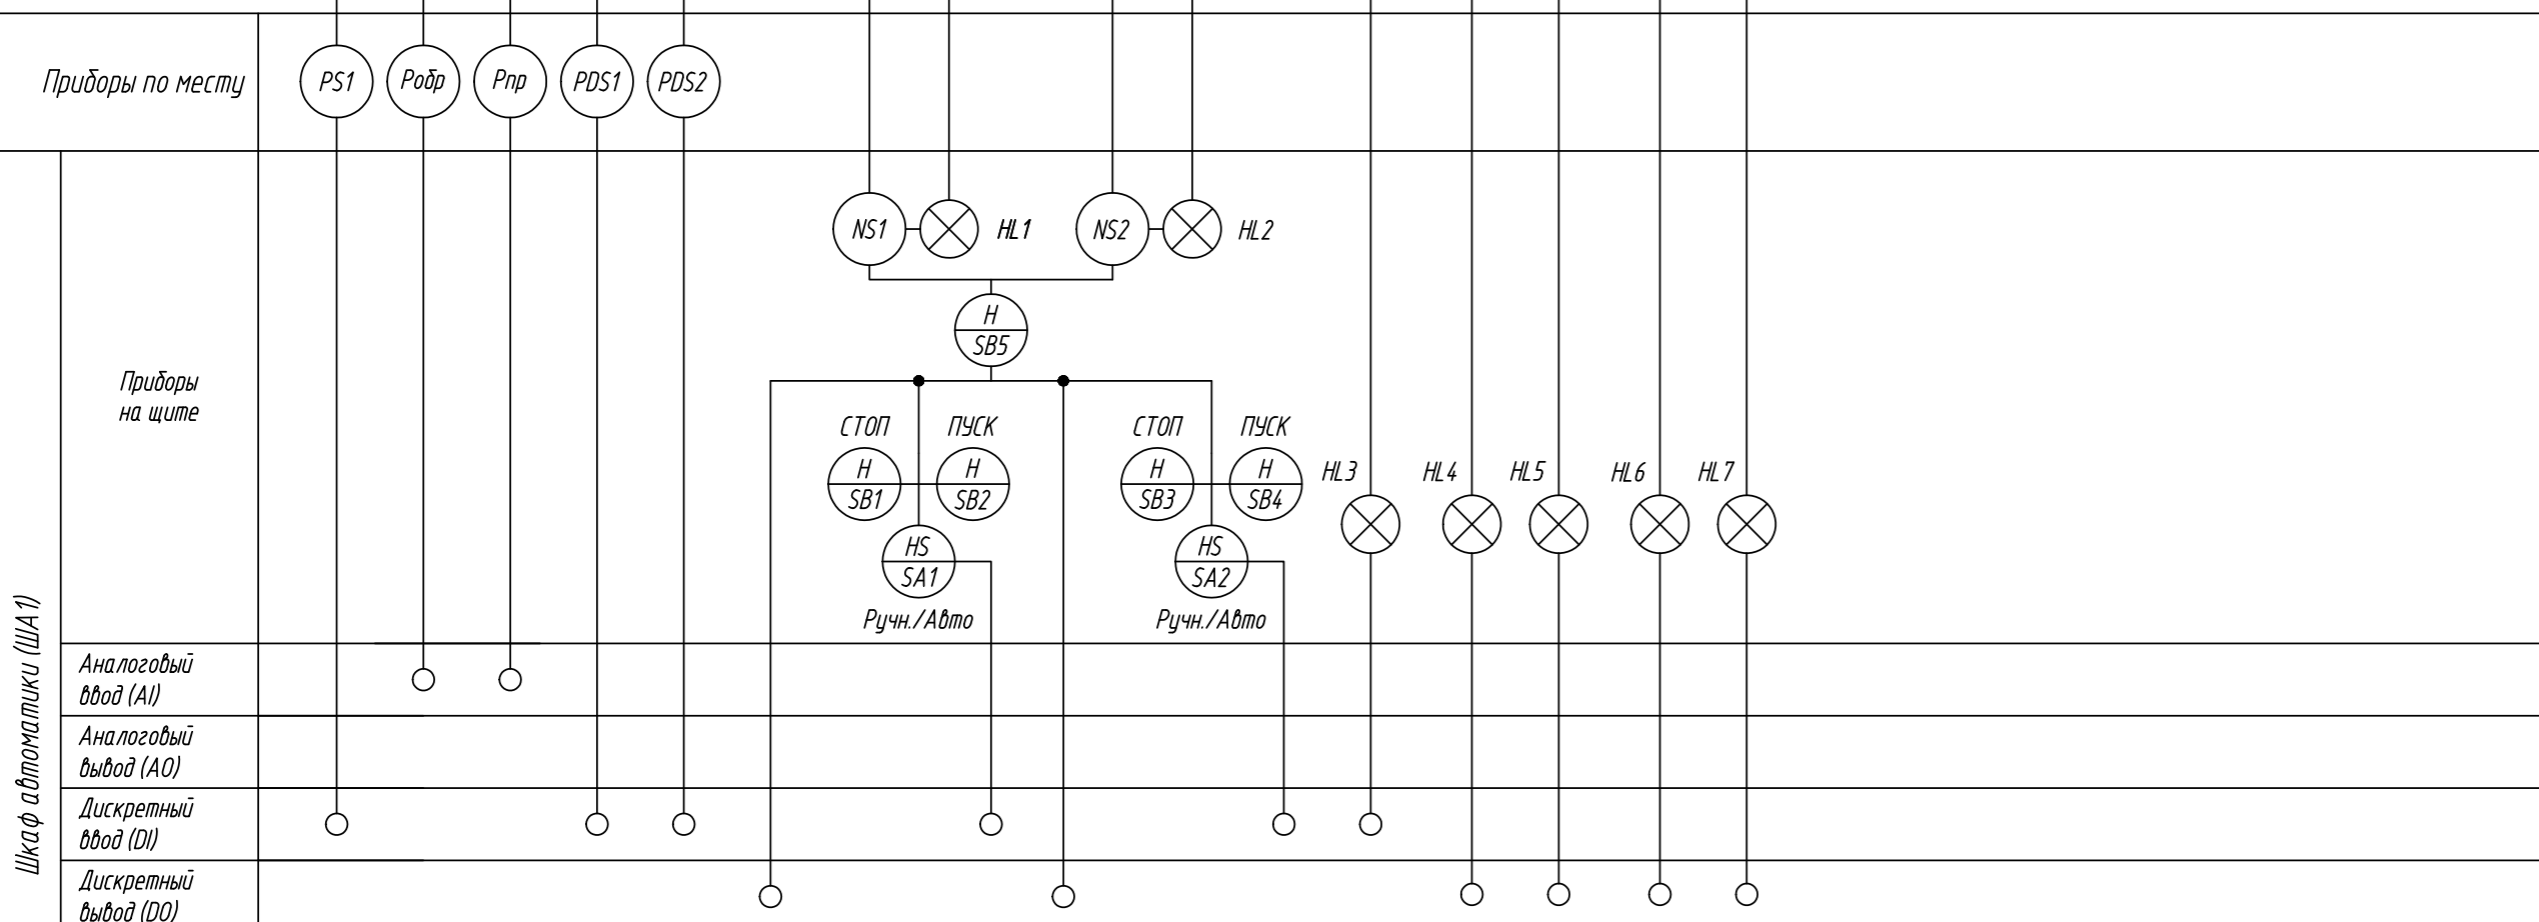 Приборы по месту
PS1
Pобр
Pпр
PDS1
PDS2
NS1
HL1
NS2
HL2
H
SB5
Приборы
на щите
СТОП
ПУСК
СТОП
ПУСК
H
SB1
H
SB2
H
SB3
H
SB4
HL3
HL4
HL5
HL6
HL7
HS
SA1
HS
SA2
Ручн./Авто
Ручн./Авто
Шкаф автоматики (ША1)
Аналоговый
ввод (AI)
Аналоговый
вывод (AO)
Дискретный
ввод (DI)
Дискретный
вывод (DO)